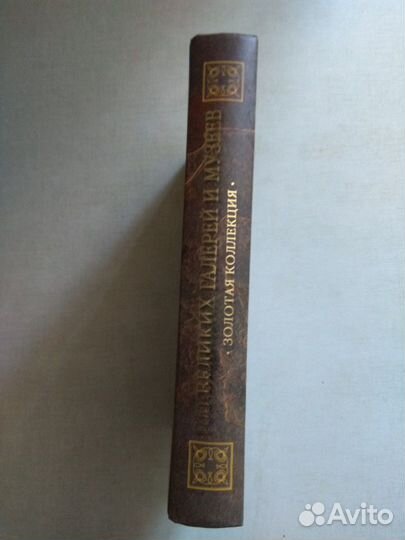 ВЕЛИКИХ ГАЛЕРЕЙ И МУЗЕЕВ
· ЗОЛОТАЯ КОЛЛЕКЦИЯ ·
Avito